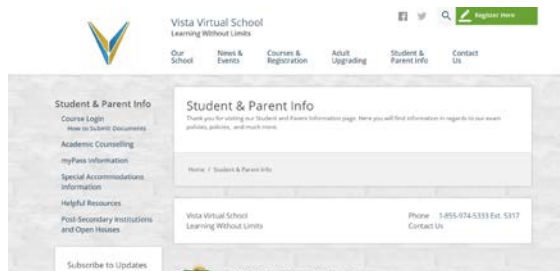 Vista Virtual School
Learning Without Limits
Register Here
Our School
News & Events
Courses & Registration
Adult Upgrading
Student & Parent Info
Contact Us
Student & Parent Info
Course Login
How to Submit Documents
Academic Counselling
myPass Information
Special Accommodations
Information
Helpful Resources
Post-Secondary Institutions
and Open Houses
Subscribe to Updates
Student & Parent Info
Thank you for visiting our Student and Parent Information page. Here you will find information in regards to our exam
policies, policies, and much more.
Home / Student & Parent Info
Vista Virtual School
Learning Without Limits
Phone 1-855-974-5333 Ext. 5317
Contact Us